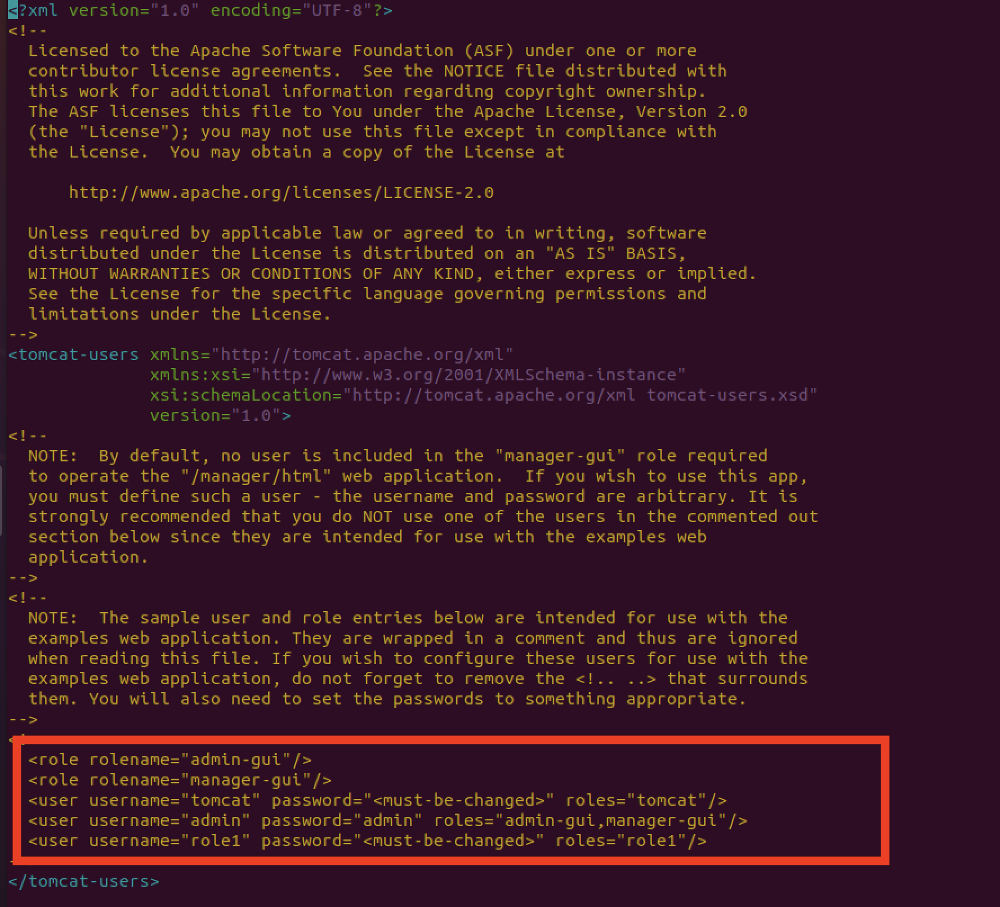 <?xml version="1.0" encoding="UTF-8"?>
<!--
  Licensed to the Apache Software Foundation (ASF) under one or more
  contributor license agreements.  See the NOTICE file distributed with
  this work for additional information regarding copyright ownership.
  The ASF licenses this file to You under the Apache License, Version 2.0
  (the "License"); you may not use this file except in compliance with
  the License.  You may obtain a copy of the License at

      http://www.apache.org/licenses/LICENSE-2.0

  Unless required by applicable law or agreed to in writing, software
  distributed under the License is distributed on an "AS IS" BASIS,
  WITHOUT WARRANTIES OR CONDITIONS OF ANY KIND, either express or implied.
  See the License for the specific language governing permissions and
  limitations under the License.
-->
<tomcat-users xmlns="http://tomcat.apache.org/xml"
              xmlns:xsi="http://www.w3.org/2001/XMLSchema-instance"
              xsi:schemaLocation="http://tomcat.apache.org/xml tomcat-users.xsd"
              version="1.0">
<!--
  NOTE:  By default, no user is included in the "manager-gui" role required
  to operate the "/manager/html" web application.  If you wish to use this app,
  you must define such a user - the username and password are arbitrary. It is
  strongly recommended that you do NOT use one of the users in the commented out
  section below since they are intended for use with the examples web
  application.
-->
<!--
  NOTE:  The sample user and role entries below are intended for use with the
  examples web application. They are wrapped in a comment and thus are ignored
  when reading this file. If you wish to configure these users for use with the
  examples web application, do not forget to remove the <!.. ..> that surrounds
  them. You will also need to set the passwords to something appropriate.
-->
  <role rolename="admin-gui"/>
  <role rolename="manager-gui"/>
  <user username="tomcat" password="<must-be-changed>" roles="tomcat"/>
  <user username="admin" password="admin" roles="admin-gui,manager-gui"/>
  <user username="role1" password="<must-be-changed>" roles="role1"/>
</tomcat-users>